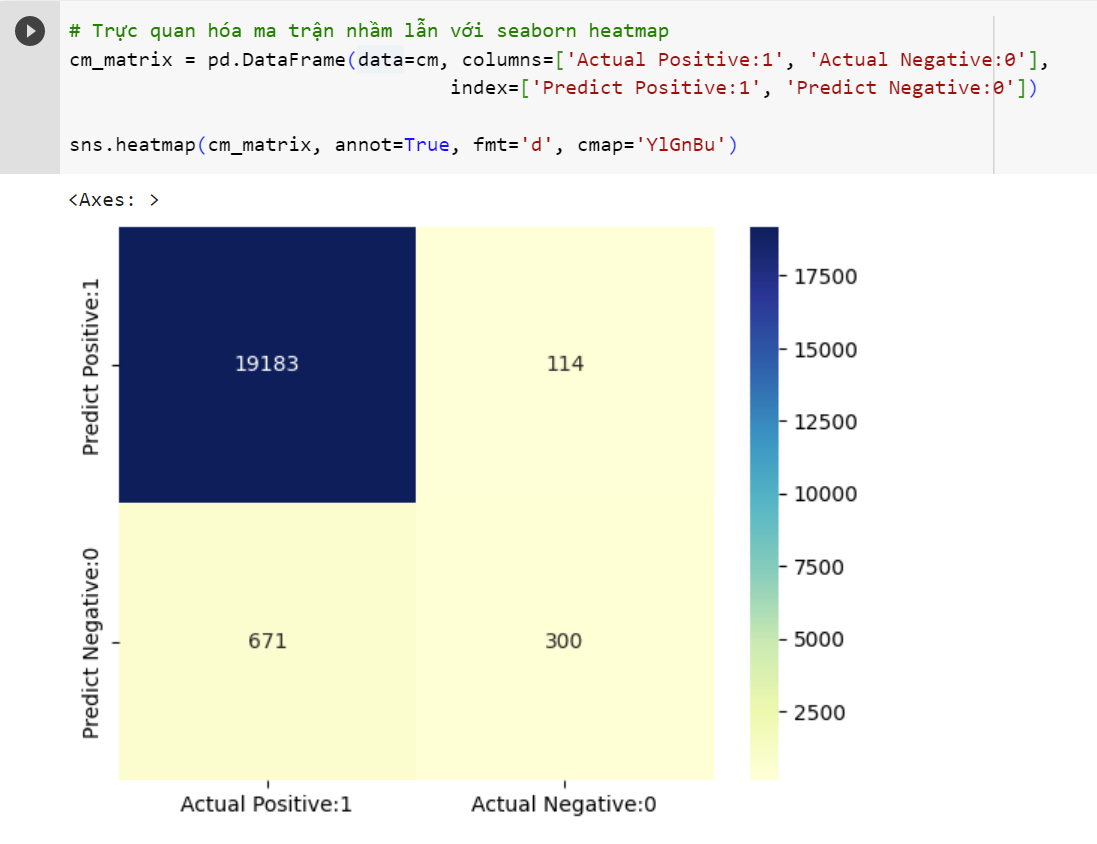 # Trực quan hóa ma trận nhầm lẫn với seaborn heatmap
cm_matrix = pd.DataFrame(data=cm, columns=['Actual Positive:1', 'Actual Negative:0'],
index=['Predict Positive:1', 'Predict Negative:0'])
sns.heatmap(cm_matrix, annot=True, fmt='d', cmap='YlGnBu')
<Axes: >
Predict Positive:1
19183
114
Predict Negative:0
671
300
Actual Positive:1
Actual Negative:0
17500
15000
12500
10000
7500
5000
2500